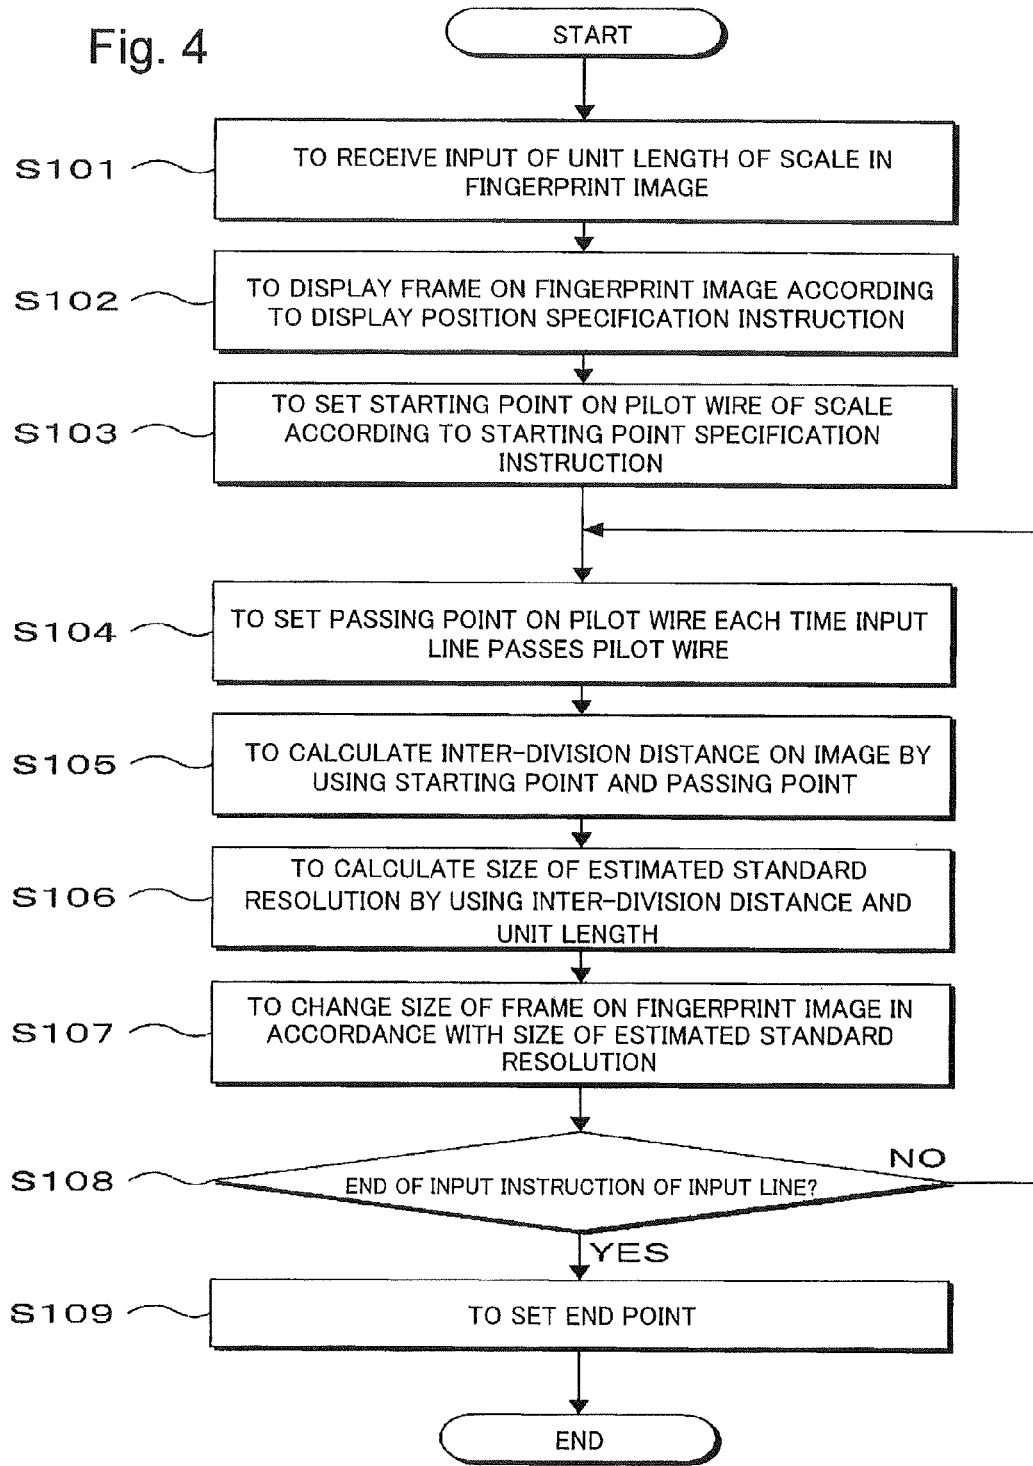 Fig. 4
START
S101
TO RECEIVE INPUT OF UNIT LENGTH OF SCALE IN
FINGERPRINT IMAGE
S102
TO DISPLAY FRAME ON FINGERPRINT IMAGE ACCORDING
TO DISPLAY POSITION SPECIFICATION INSTRUCTION
S103
TO SET STARTING POINT ON PILOT WIRE OF SCALE
ACCORDING TO STARTING POINT SPECIFICATION
INSTRUCTION
S104
TO SET PASSING POINT ON PILOT WIRE EACH TIME INPUT
LINE PASSES PILOT WIRE
S105
TO CALCULATE INTER-DIVISION DISTANCE ON IMAGE BY
USING STARTING POINT AND PASSING POINT
S106
TO CALCULATE SIZE OF ESTIMATED STANDARD
RESOLUTION BY USING INTER-DIVISION DISTANCE AND
UNIT LENGTH
S107
TO CHANGE SIZE OF FRAME ON FINGERPRINT IMAGE IN
ACCORDANCE WITH SIZE OF ESTIMATED STANDARD
RESOLUTION
S108
END OF INPUT INSTRUCTION OF INPUT LINE?
NO
YES
S109
TO SET END POINT
END